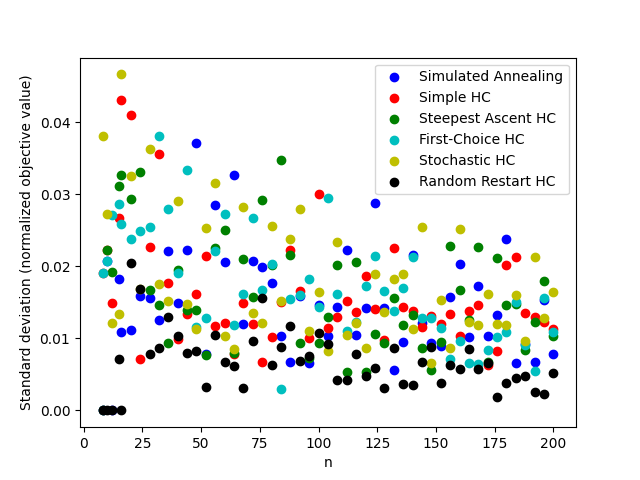 Simulated Annealing
Simple HC
Steepest Ascent HC
First-Choice HC
Stochastic HC
Random Restart HC
Standard deviation (normalized objective value)
0.04
0.03
0.02
0.01
0.00
0 25 50 75 100 125 150 175 200
n